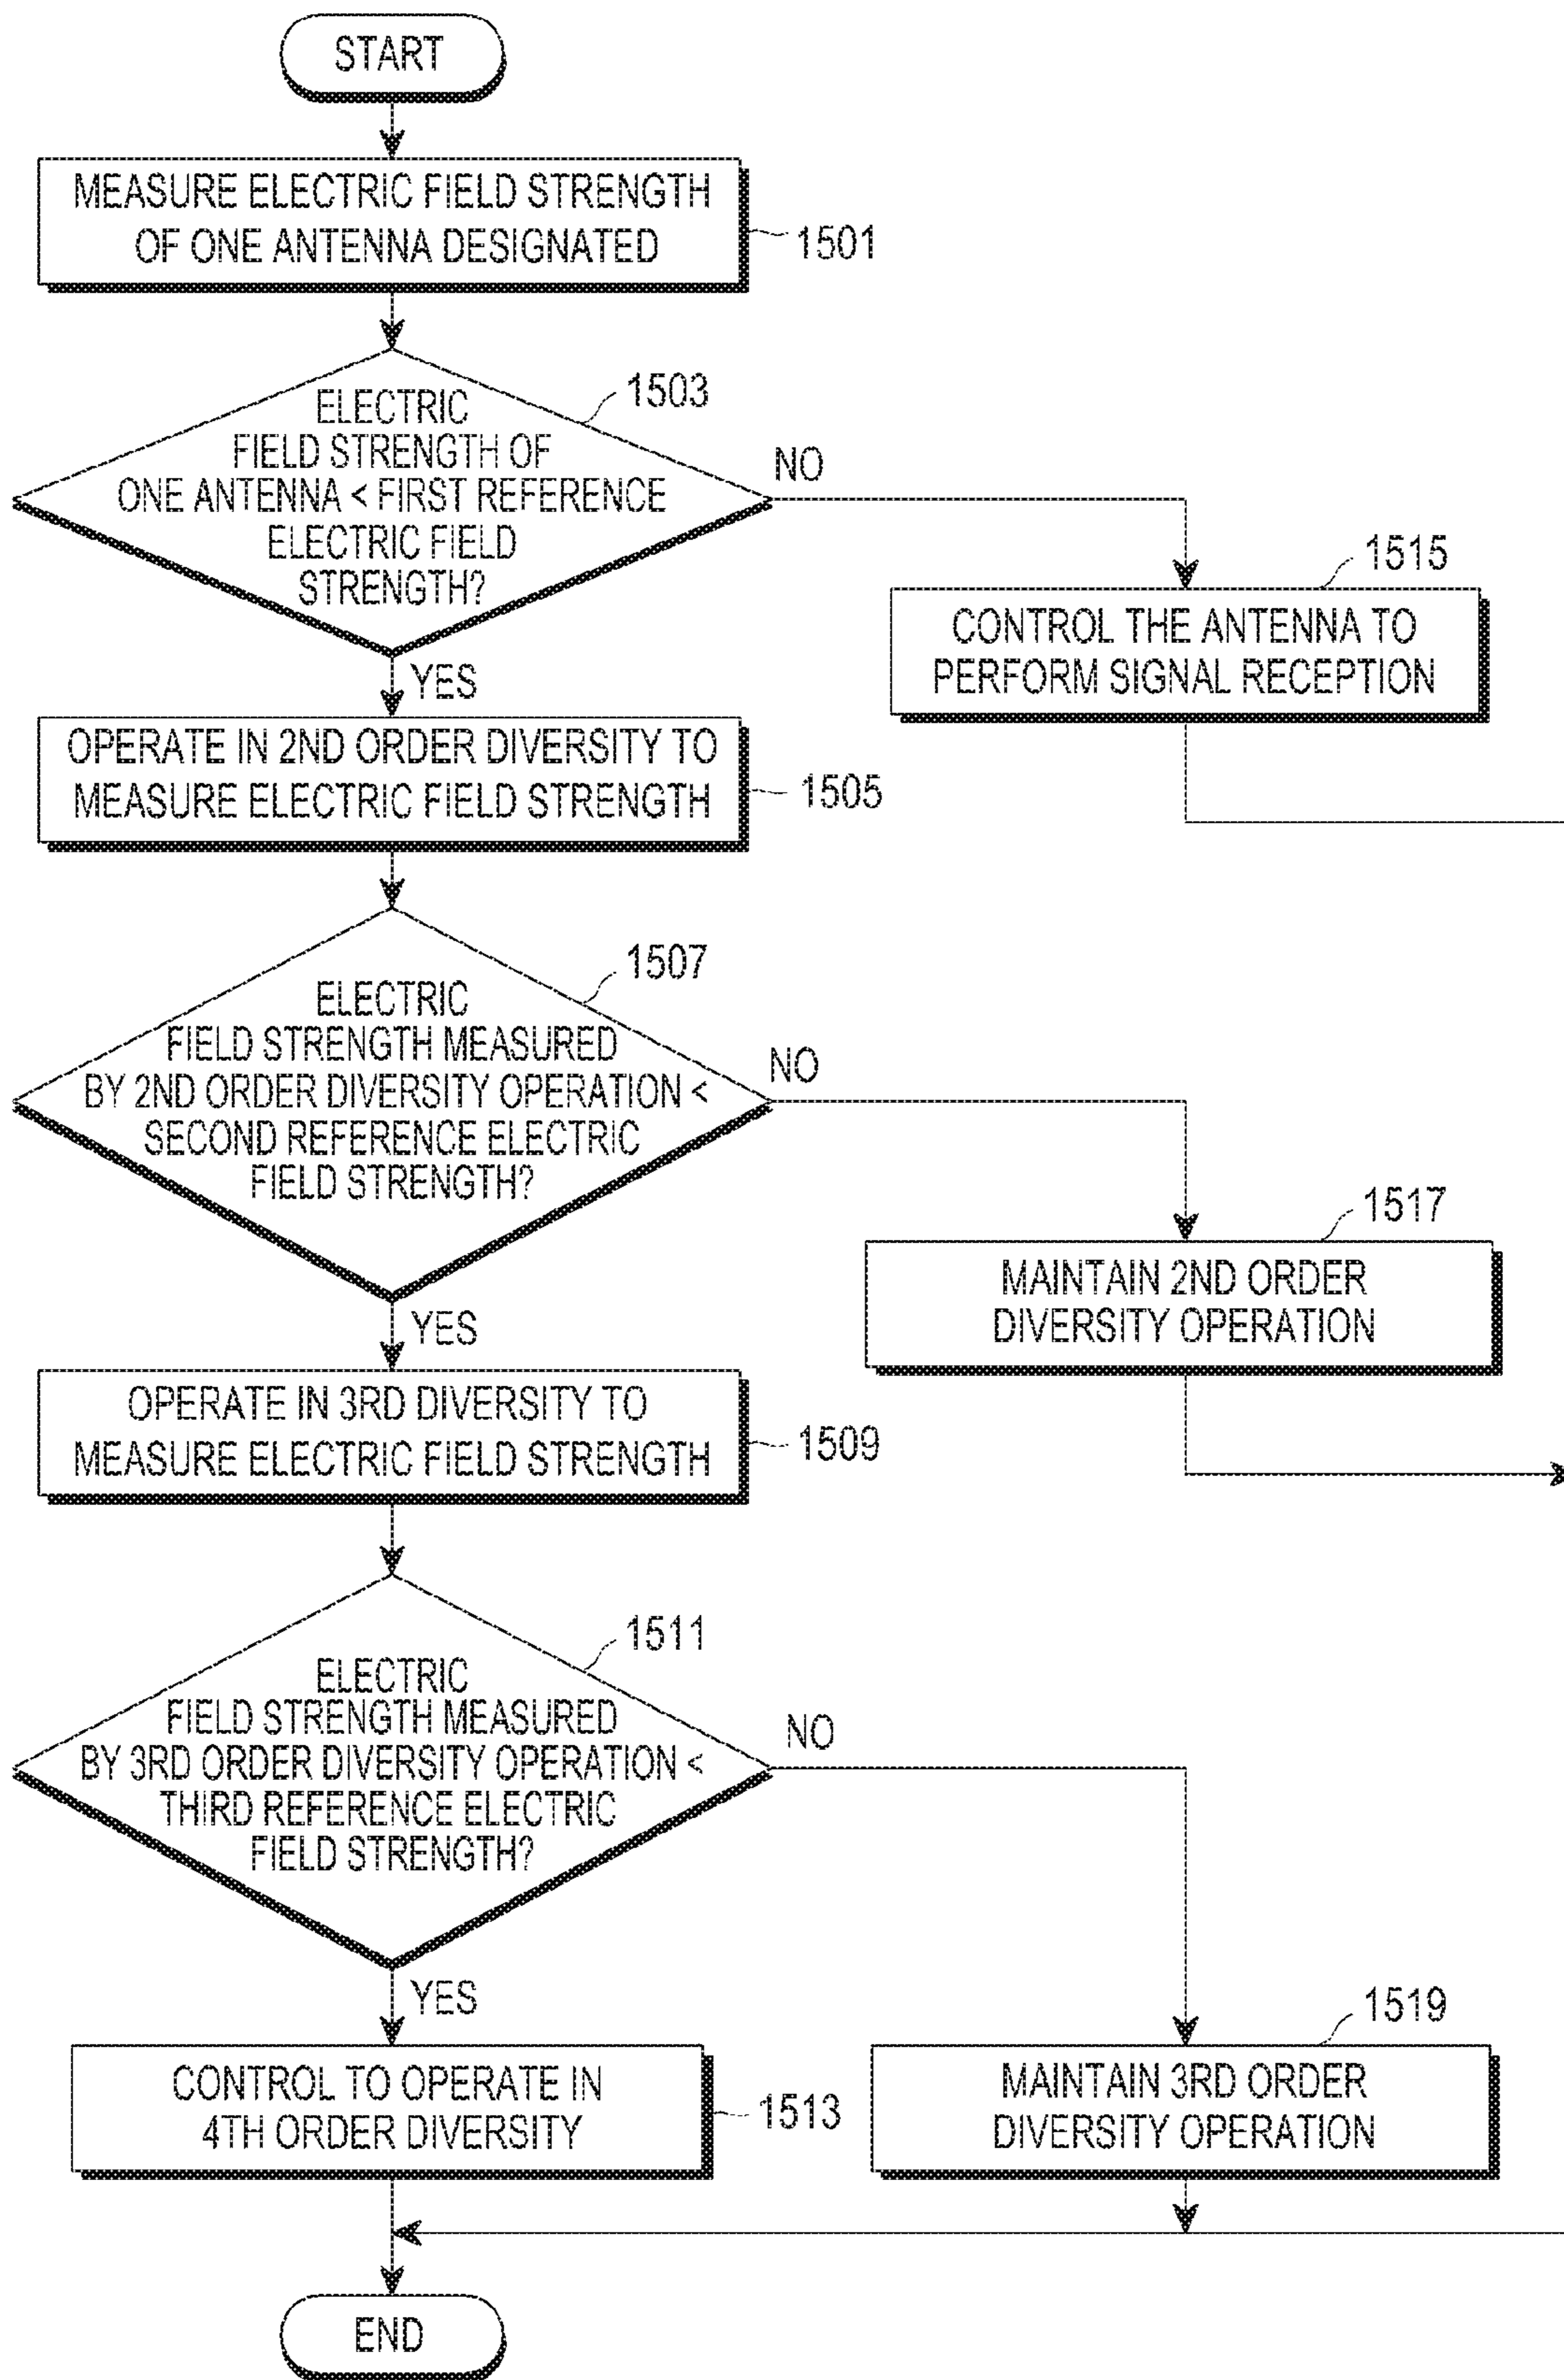 START
MEASURE ELECTRIC FIELD STRENGTH
OF ONE ANTENNA DESIGNATED
1501
ELECTRIC
FIELD STRENGTH OF
ONE ANTENNA < FIRST REFERENCE
ELECTRIC FIELD
STRENGTH?
1503
NO
YES
1515
CONTROL THE ANTENNA TO
PERFORM SIGNAL RECEPTION
OPERATE IN 2ND ORDER DIVERSITY TO
MEASURE ELECTRIC FIELD STRENGTH
1505
1507
ELECTRIC
FIELD STRENGTH MEASURED
BY 2ND ORDER DIVERSITY OPERATION <
SECOND REFERENCE ELECTRIC
FIELD STRENGTH?
NO
YES
1517
MAINTAIN 2ND ORDER
DIVERSITY OPERATION
OPERATE IN 3RD DIVERSITY TO
MEASURE ELECTRIC FIELD STRENGTH
1509
1511
ELECTRIC
FIELD STRENGTH MEASURED
BY 3RD ORDER DIVERSITY OPERATION <
THIRD REFERENCE ELECTRIC
FIELD STRENGTH?
NO
YES
1519
MAINTAIN 3RD ORDER
DIVERSITY OPERATION
CONTROL TO OPERATE IN
4TH ORDER DIVERSITY
1513
END